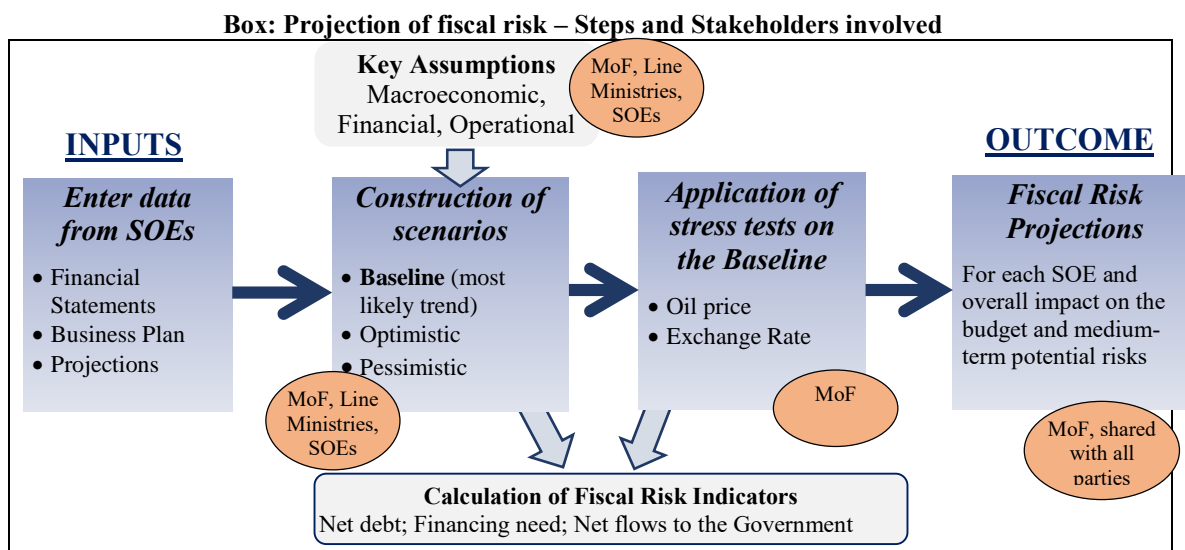 Box: Projection of fiscal risk – Steps and Stakeholders involved
Key Assumptions
Macroeconomic,
Financial, Operational
MoF, Line
Ministries,
SOEs
INPUTS
OUTCOME
Enter data
from SOEs
• Financial
Statements
• Business Plan
• Projections
Construction of
scenarios
• Baseline (most
likely trend)
• Optimistic
• Pessimistic
MoF, Line
Ministries,
SOEs
Application of
stress tests on
the Baseline
• Oil price
• Exchange Rate
MoF
Fiscal Risk
Projections
For each SOE and
overall impact on the
budget and medium-
term potential risks
MoF, shared
with all
parties
Calculation of Fiscal Risk Indicators
Net debt; Financing need; Net flows to the Government